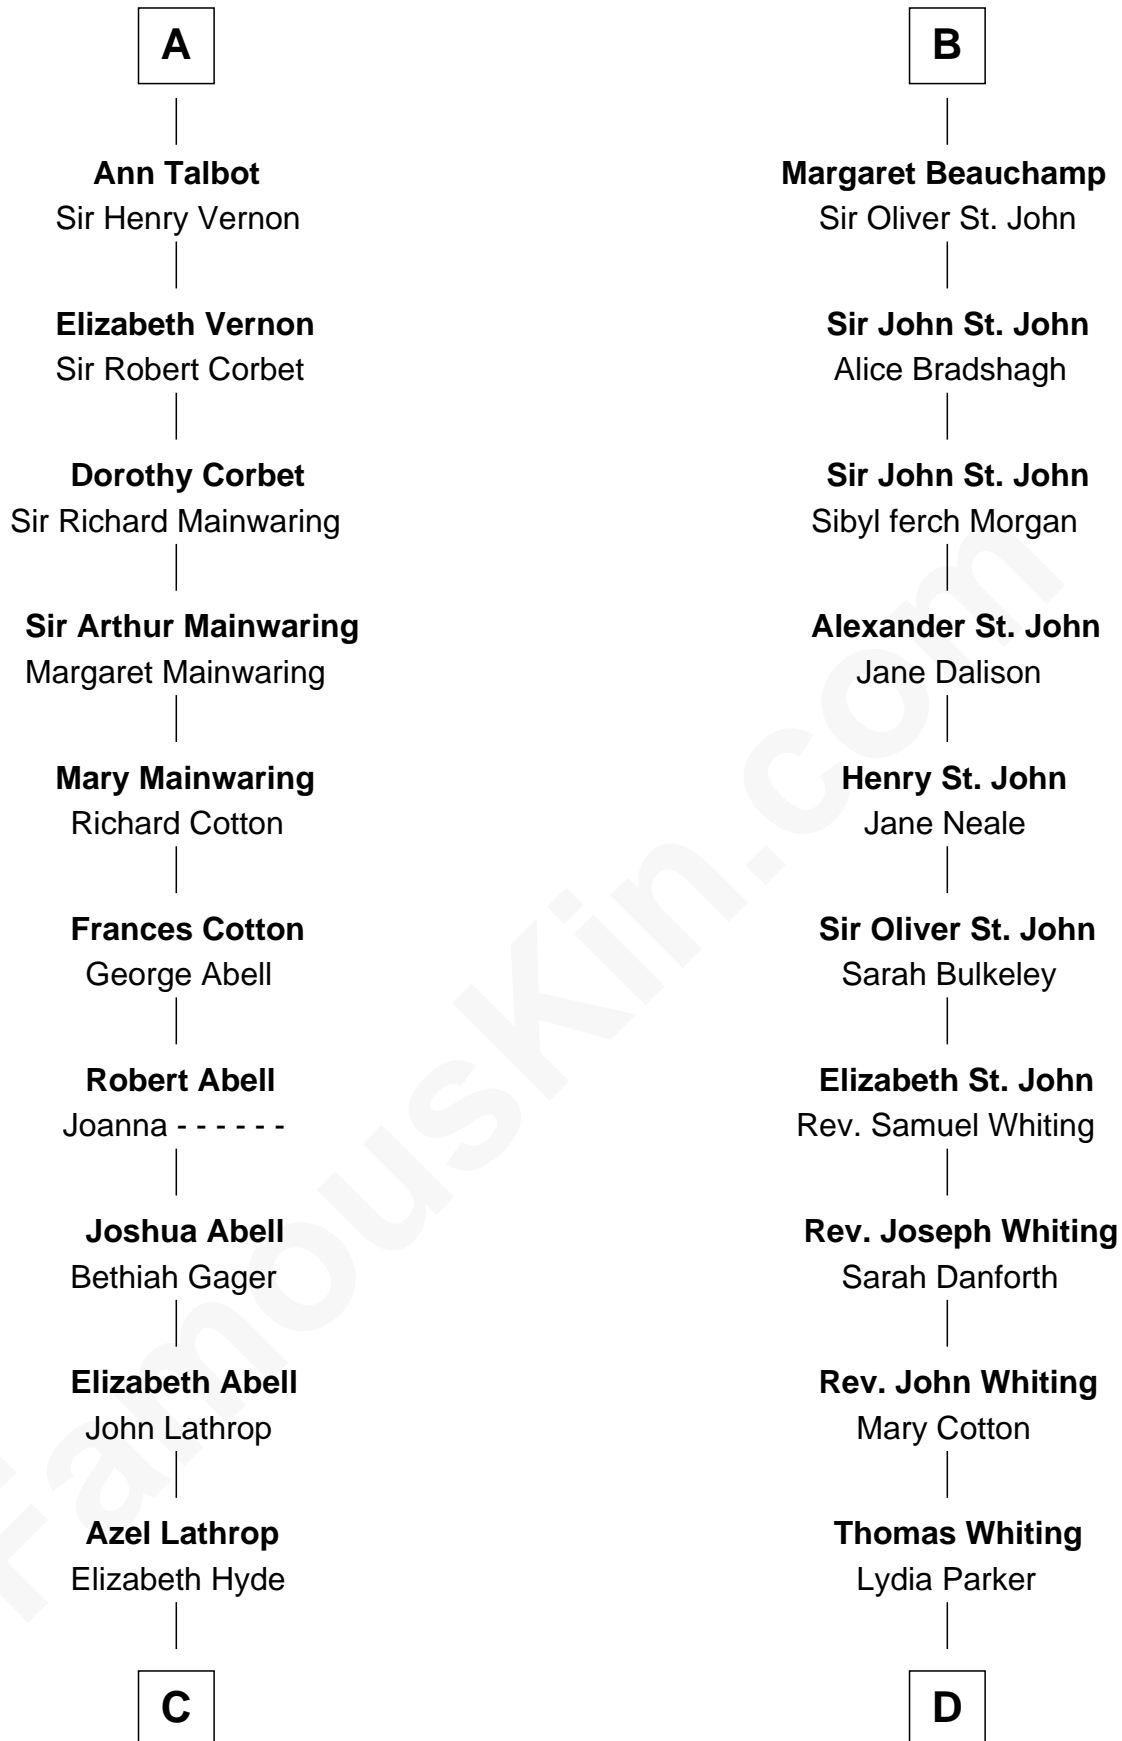 A
Ann Talbot
Sir Henry Vernon
Elizabeth Vernon
Sir Robert Corbet
Dorothy Corbet
Sir Richard Mainwaring
Sir Arthur Mainwaring
Margaret Mainwaring
Mary Mainwaring
Richard Cotton
Frances Cotton
George Abell
Robert Abell
Joanna - - - - - -
Joshua Abell
Bethiah Gager
Elizabeth Abell
John Lathrop
Azel Lathrop
Elizabeth Hyde
C
B
Margaret Beauchamp
Sir Oliver St. John
Sir John St. John
Alice Bradshagh
Sir John St. John
Sibyl ferch Morgan
Alexander St. John
Jane Dalison
Henry St. John
Jane Neale
Sir Oliver St. John
Sarah Bulkeley
Elizabeth St. John
Rev. Samuel Whiting
Rev. Joseph Whiting
Sarah Danforth
Rev. John Whiting
Mary Cotton
Thomas Whiting
Lydia Parker
D
FamousKin.com